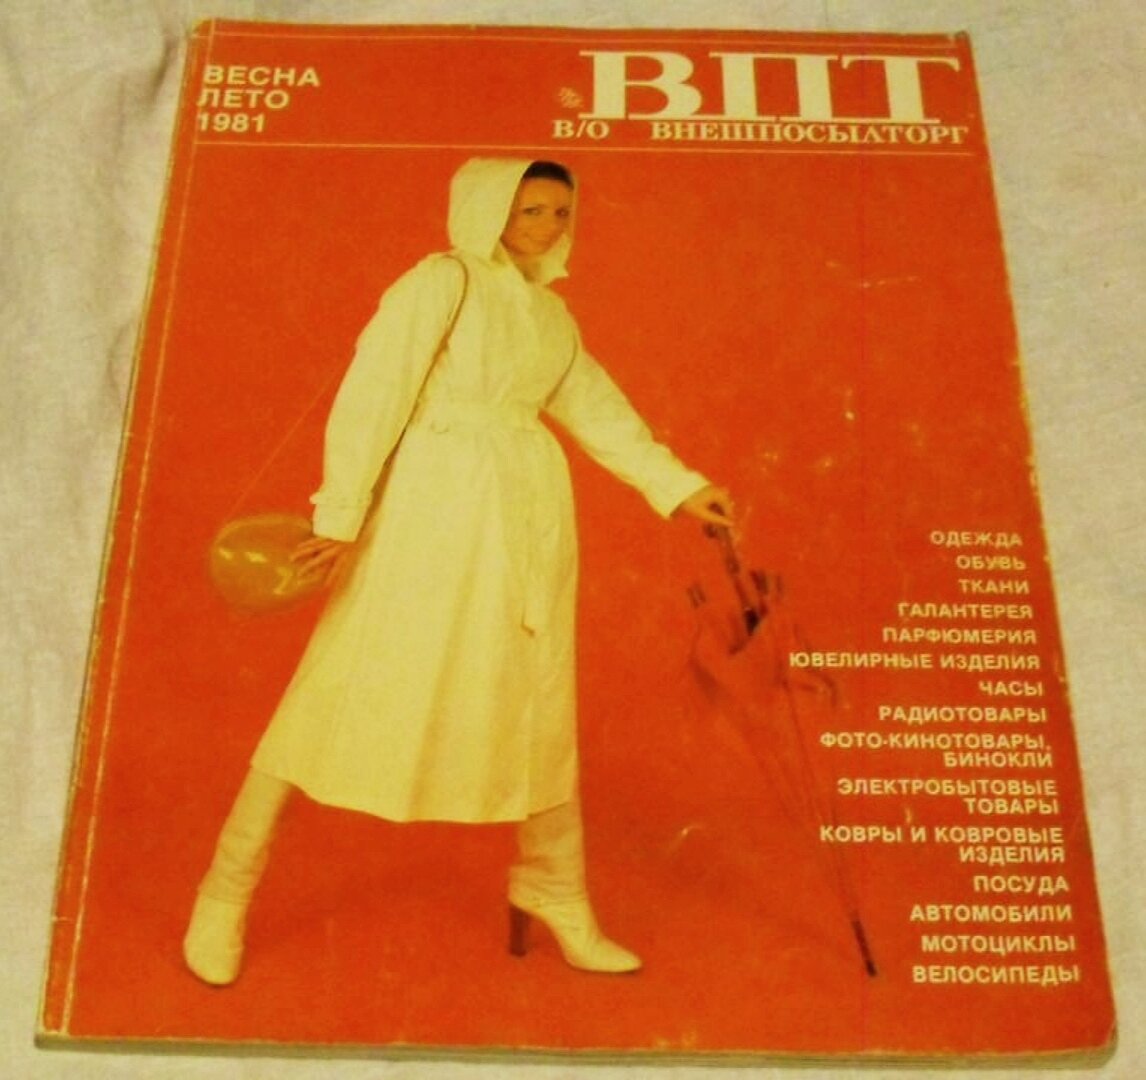 ВЕСНА
ЛЕТО
1981
ВПТ
В/О ВНЕШПОСЫЛТОРГ
ОДЕЖДА
ОБУВЬ
ТКАНИ
ГАЛАНТЕРЕЯ
ПАРФЮМЕРИЯ
ЮВЕЛИРНЫЕ ИЗДЕЛИЯ
ЧАСЫ
РАДИОТОВАРЫ
ФОТО-КИНОТОВАРЫ,
БИНОКЛИ
ЭЛЕКТРОБЫТОВЫЕ
ТОВАРЫ
КОВРЫ И КОВРОВЫЕ
ИЗДЕЛИЯ
ПОСУДА
АВТОМОБИЛИ
МОТОЦИКЛЫ
ВЕЛОСИПЕДЫ